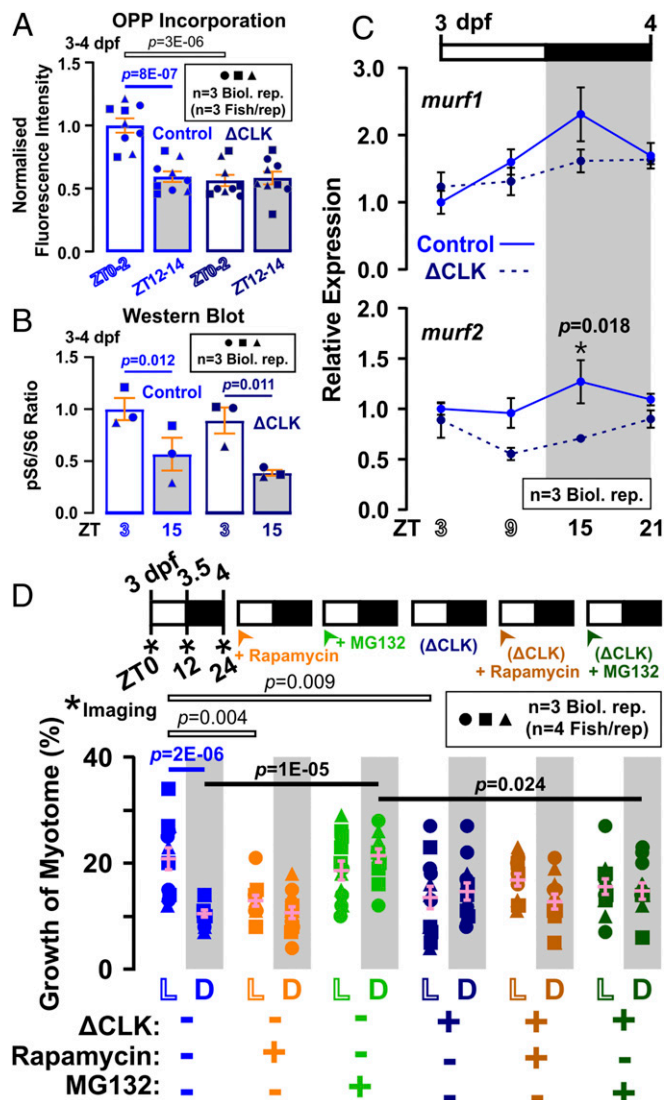 A
OPP Incorporation
3-4 dpf
p=3E-06
p=8E-07
n=3 Biol. rep.
(n=3 Fish/rep)
Control
ΔCLK
Normalised
Fluorescence Intensity
1.5
1.0
0.5
0.0
ZT0-2
ZT12-14
ZT0-2
ZT12-14
B
Western Blot
3-4 dpf
n=3 Biol. rep.
p=0.012
p=0.011
Control
ΔCLK
pS6/S6 Ratio
1.5
1.0
0.5
0.0
ZT 3 15 3 15
C
3 dpf 4
Relative Expression
murf1
3.0
2.0
1.0
0.0
Control
ΔCLK
murf2
p=0.018
*
2.0
1.5
1.0
0.5
0.0
n=3 Biol. rep.
ZT 3 9 15 21
D
3 dpf 3.5 4
* * *
ZT0 12 24
+ Rapamycin
+ MG132
(ΔCLK)
(ΔCLK)
+ Rapamycin
(ΔCLK)
+ MG132
*Imaging
p=0.009
p=0.004
n=3 Biol. rep.
(n=4 Fish/rep)
p=2E-06
p=1E-05
p=0.024
Growth of Myotome (%)
40
20
0
L D L D L D L D L D L D
ΔCLK: - - - + + +
Rapamycin: - + - - + -
MG132: - - + - - +